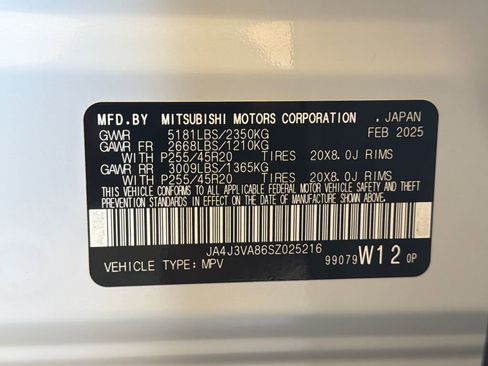 MFD.BY MITSUBISHI MOTORS CORPORATION , JAPAN
GVWR 5181LBS/2350KG FEB 2025
GAWR FR 2668LBS/1210KG
WITH P255/45R20 TIRES 20X8.0J RIMS
GAWR RR 3009LBS/1365KG
WITH P255/45R20 TIRES 20X8.0J RIMS
THIS VEHICLE CONFORMS TO ALL APPLICABLE FEDERAL MOTOR VEHICLE SAFETY AND THEFT
PREVENTION STANDARDS IN EFFECT ON THE DATE OF MANUFACTURE SHOWN ABOVE.
JA4J3VA86SZ025216
VEHICLE TYPE: MPV 99079 W12 0P